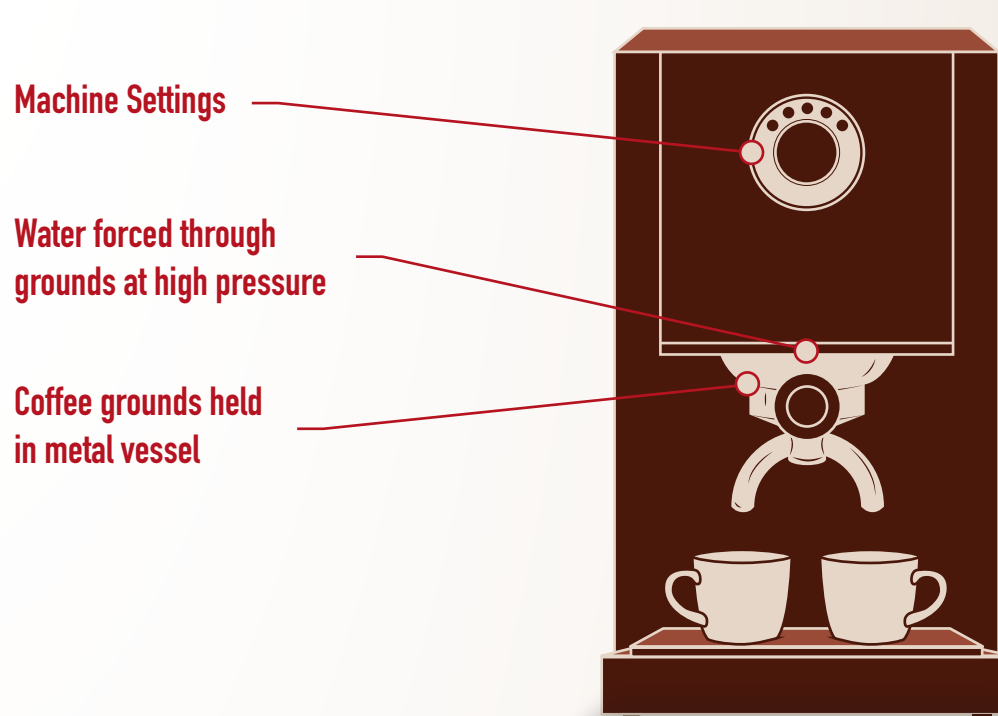 Machine Settings
Water forced through
grounds at high pressure
Coffee grounds held
in metal vessel